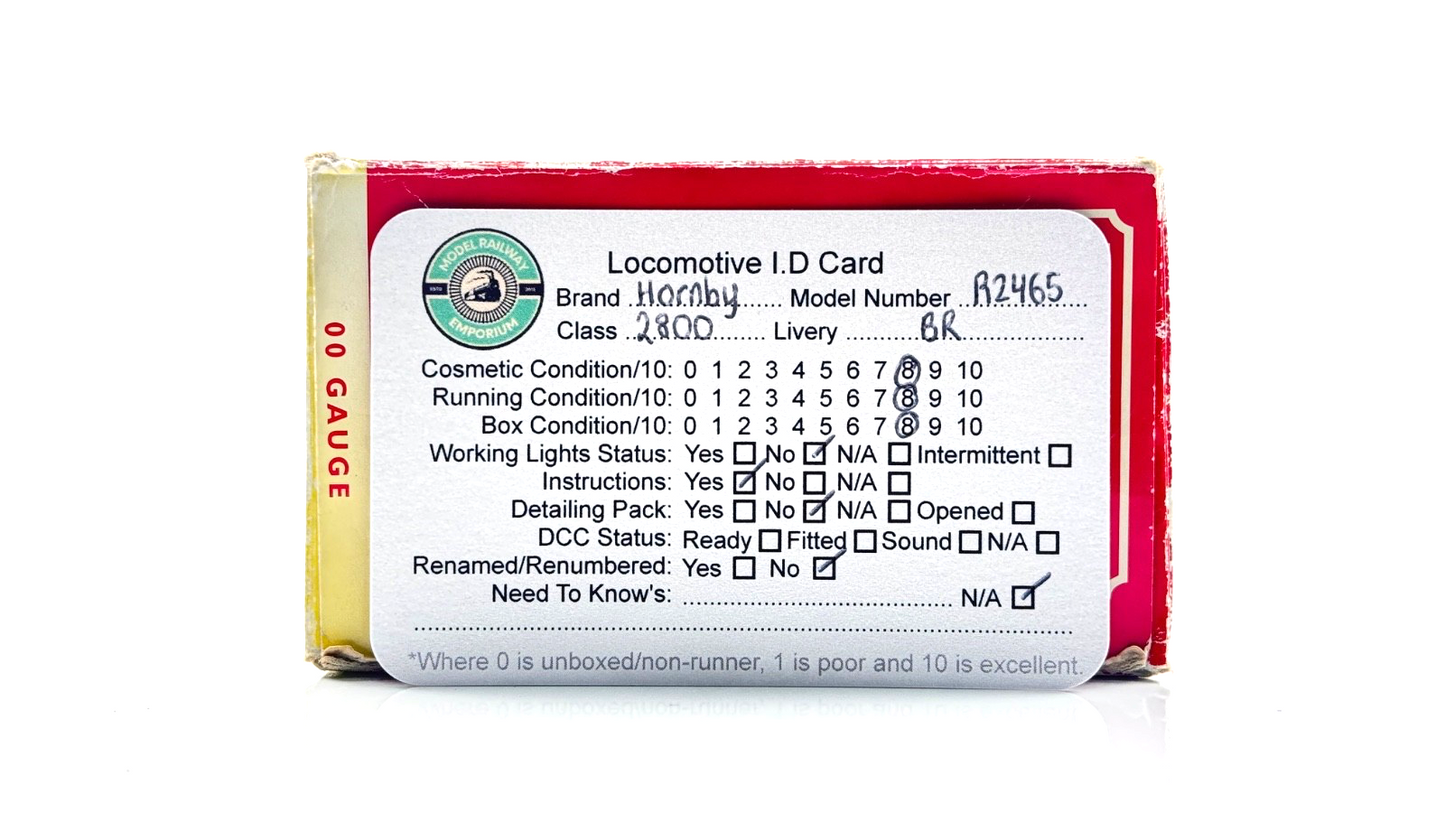 00 GAUGE
MODEL RAILWAY
EMPORIUM
Locomotive I.D Card
Brand Hornby Model Number R2465
Class 2800 Livery BR
Cosmetic Condition/10: 0 1 2 3 4 5 6 7 8 9 10
Running Condition/10: 0 1 2 3 4 5 6 7 8 9 10
Box Condition/10: 0 1 2 3 4 5 6 7 8 9 10
Working Lights Status: Yes No N/A Intermittent
Instructions: Yes No N/A
Detailing Pack: Yes No N/A Opened
DCC Status: Ready Fitted Sound N/A
Renamed/Renumbered: Yes No
Need To Know's: N/A
*Where 0 is unboxed/non-runner, 1 is poor and 10 is excellent.